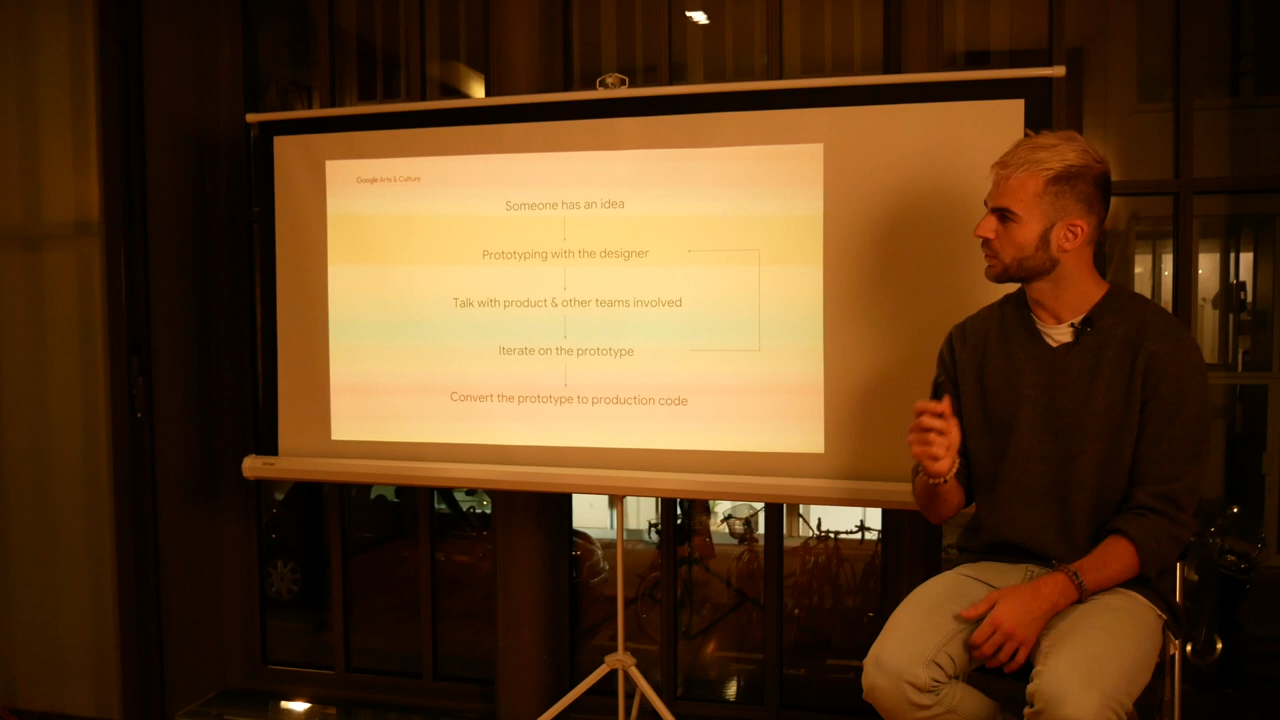 Google Arts & Culture
Someone has an idea
Prototyping with the designer
Talk with product & other teams involved
Iterate on the prototype
Convert the prototype to production code